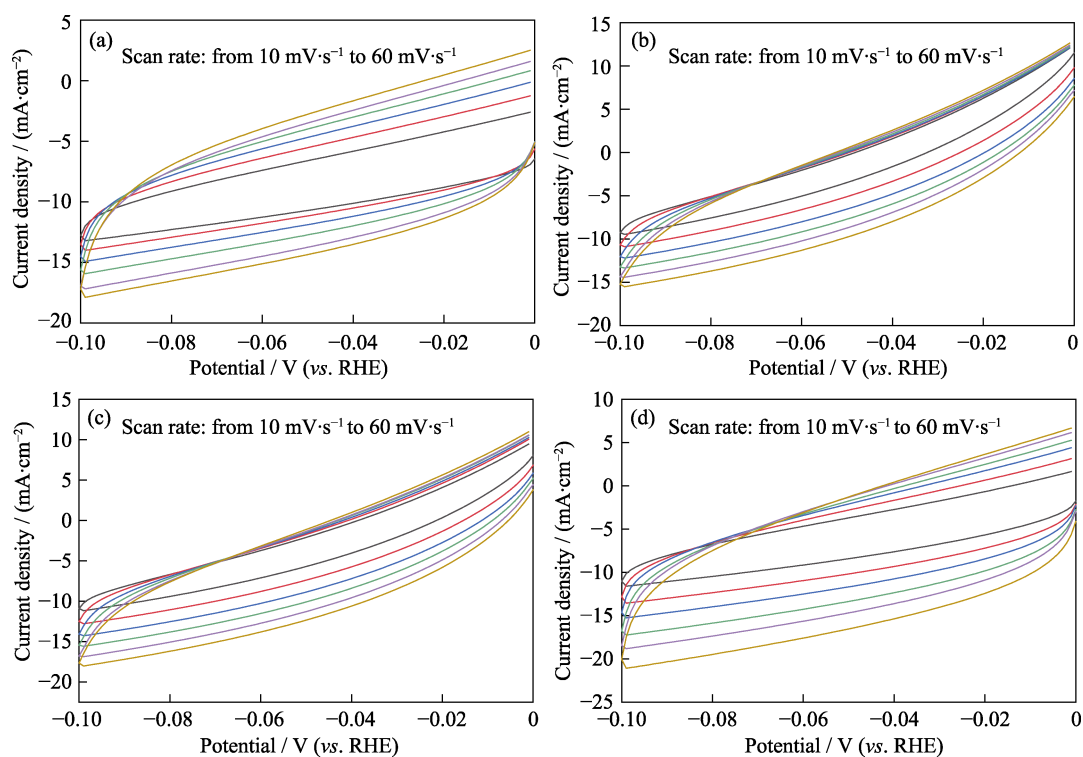 (a)
Scan rate: from 10 mV·s⁻¹ to 60 mV·s⁻¹
5
0
−5
−10
−15
−20
−0.10 −0.08 −0.06 −0.04 −0.02 0
Current density / (mA·cm⁻²)
Potential / V (vs. RHE)
(b)
Scan rate: from 10 mV·s⁻¹ to 60 mV·s⁻¹
15
10
5
0
−5
−10
−15
−20
−0.10 −0.08 −0.06 −0.04 −0.02 0
Current density / (mA·cm⁻²)
Potential / V (vs. RHE)
(c)
Scan rate: from 10 mV·s⁻¹ to 60 mV·s⁻¹
15
10
5
0
−5
−10
−15
−20
−0.10 −0.08 −0.06 −0.04 −0.02 0
Current density / (mA·cm⁻²)
Potential / V (vs. RHE)
(d)
Scan rate: from 10 mV·s⁻¹ to 60 mV·s⁻¹
10
5
0
−5
−10
−15
−20
−25
−0.10 −0.08 −0.06 −0.04 −0.02 0
Current density / (mA·cm⁻²)
Potential / V (vs. RHE)